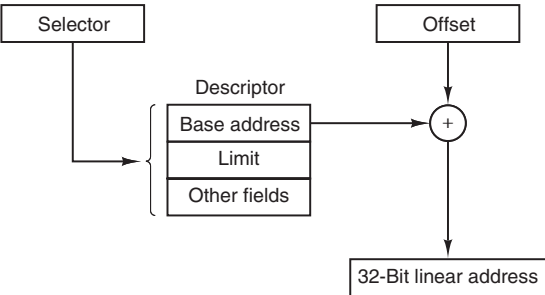 Selector
Offset
Descriptor
Base address
+
Limit
Other fields
32-Bit linear address